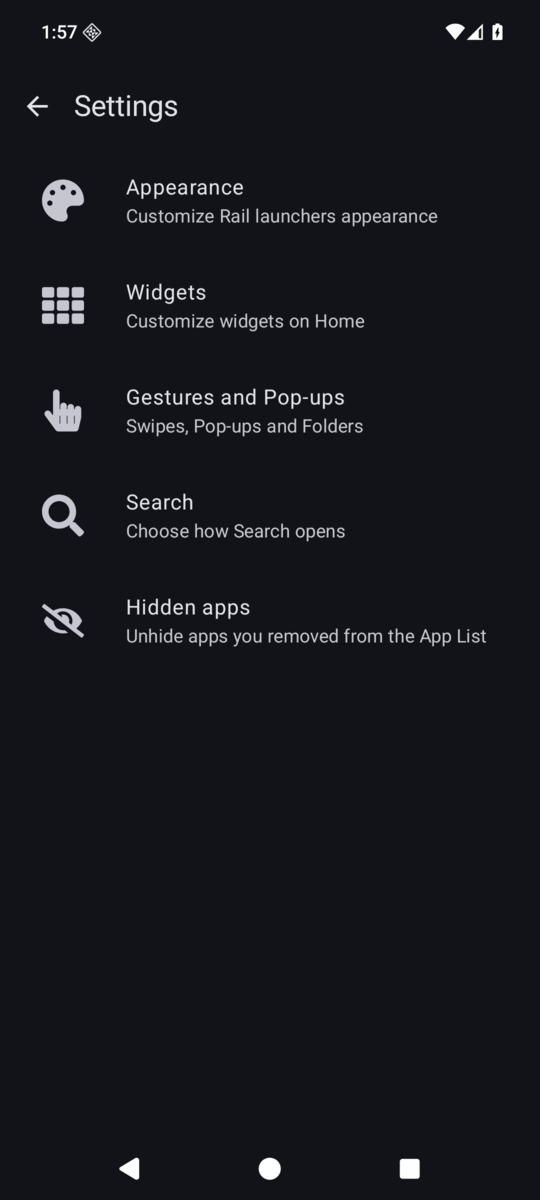 1:57
Settings
Appearance
Customize Rail launchers appearance
Widgets
Customize widgets on Home
Gestures and Pop-ups
Swipes, Pop-ups and Folders
Search
Choose how Search opens
Hidden apps
Unhide apps you removed from the App List